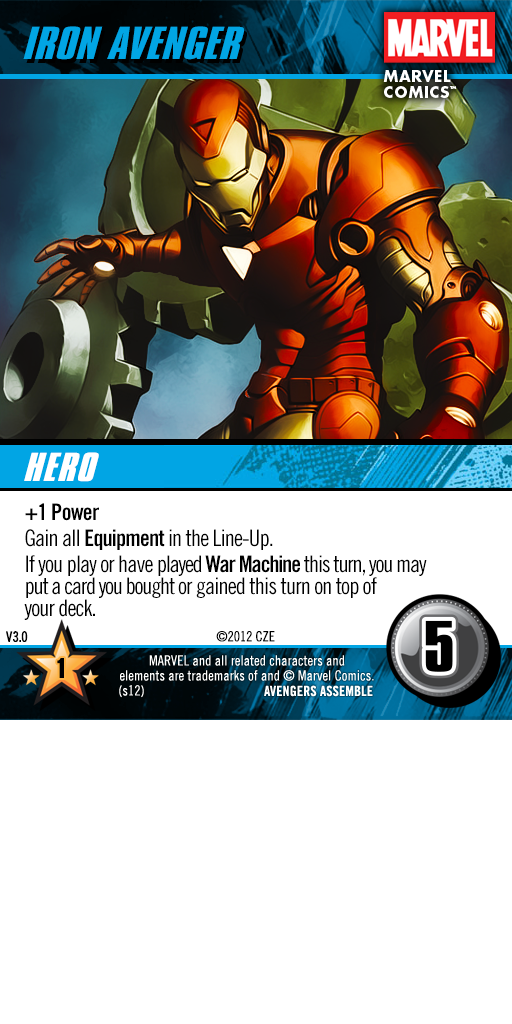 IRON AVENGER
MARVEL
MARVEL
COMICS™
HERO
+1 Power
Gain all Equipment in the Line-Up.
If you play or have played War Machine this turn, you may
put a card you bought or gained this turn on top of
your deck.
V3.0
©2012 CZE
5
1
MARVEL and all related characters and
elements are trademarks of and © Marvel Comics.
(s12)
AVENGERS ASSEMBLE